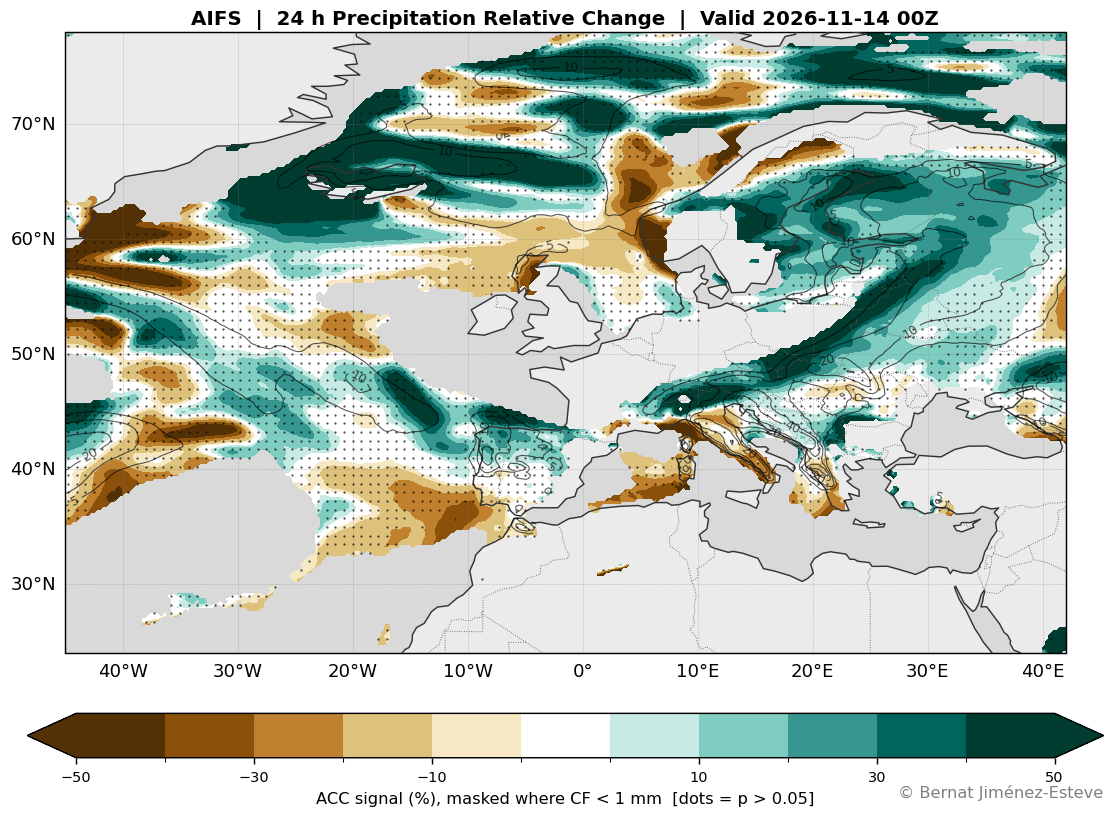 AIFS | 24 h Precipitation Relative Change | Valid 2026-11-14 00Z
70°N
60°N
50°N
40°N
30°N
40°W 30°W 20°W 10°W 0° 10°E 20°E 30°E 40°E
−50 −30 −10 10 30 50
ACC signal (%), masked where CF < 1 mm [dots = p > 0.05]
© Bernat Jiménez-Esteve